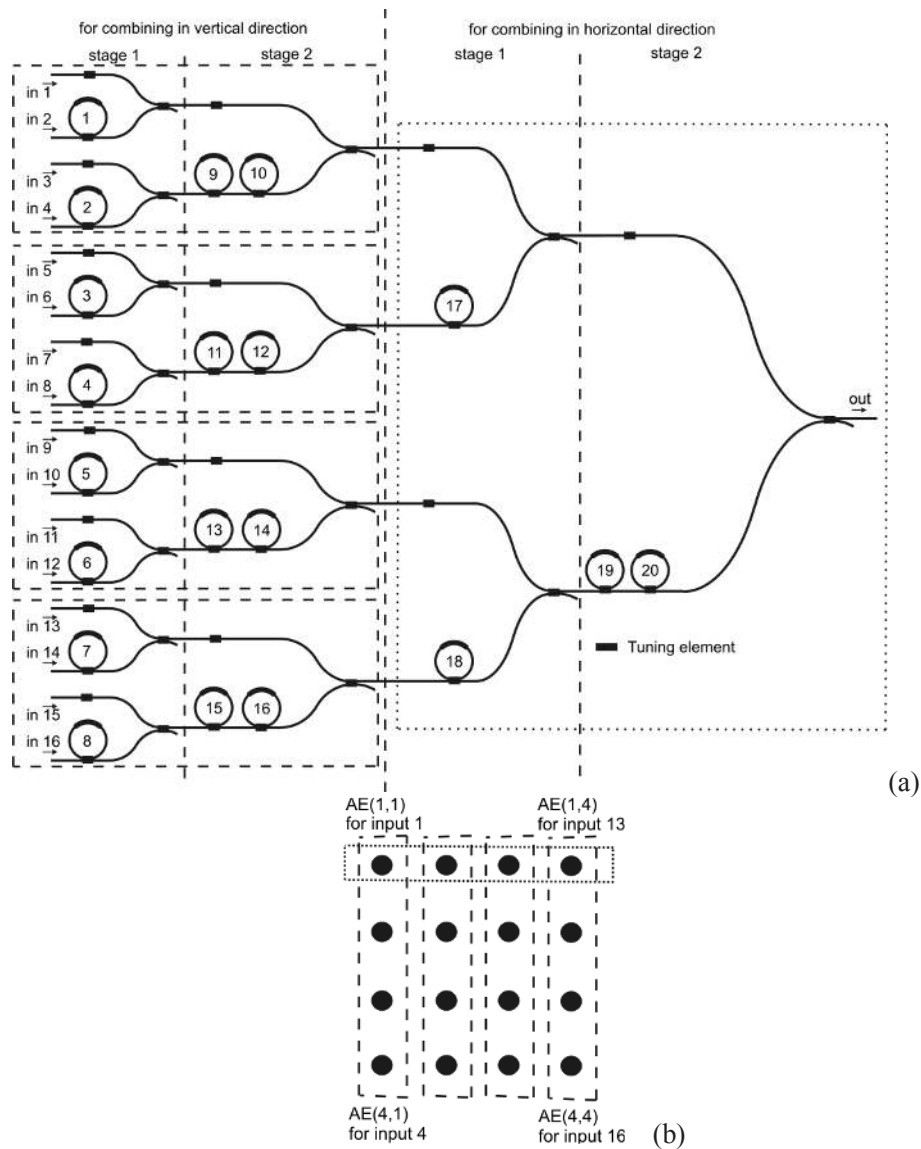 for combining in vertical direction
for combining in horizontal direction
stage 1
stage 2
stage 1
stage 2
in 1
in 2
1
in 3
in 4
2
9
10
in 5
in 6
3
in 7
in 8
4
11
12
17
in 9
in 10
5
in 11
in 12
6
13
14
in 13
in 14
7
in 15
in 16
8
15
16
18
19
20
out
Tuning element
(a)
AE(1,1)
for input 1
AE(1,4)
for input 13
AE(4,1)
for input 4
AE(4,4)
for input 16
(b)